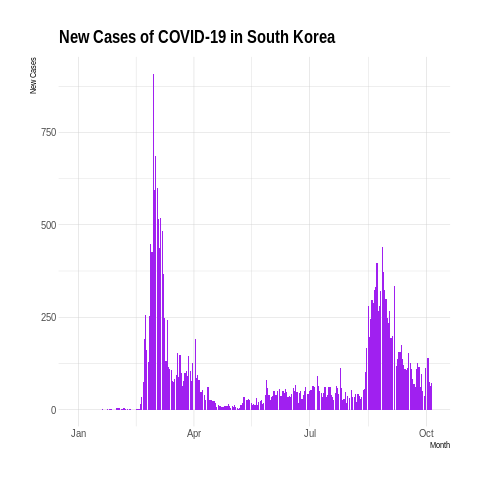 New Cases of COVID-19 in South Korea
New Cases
750
500
250
0
Jan Apr Jul Oct
Month